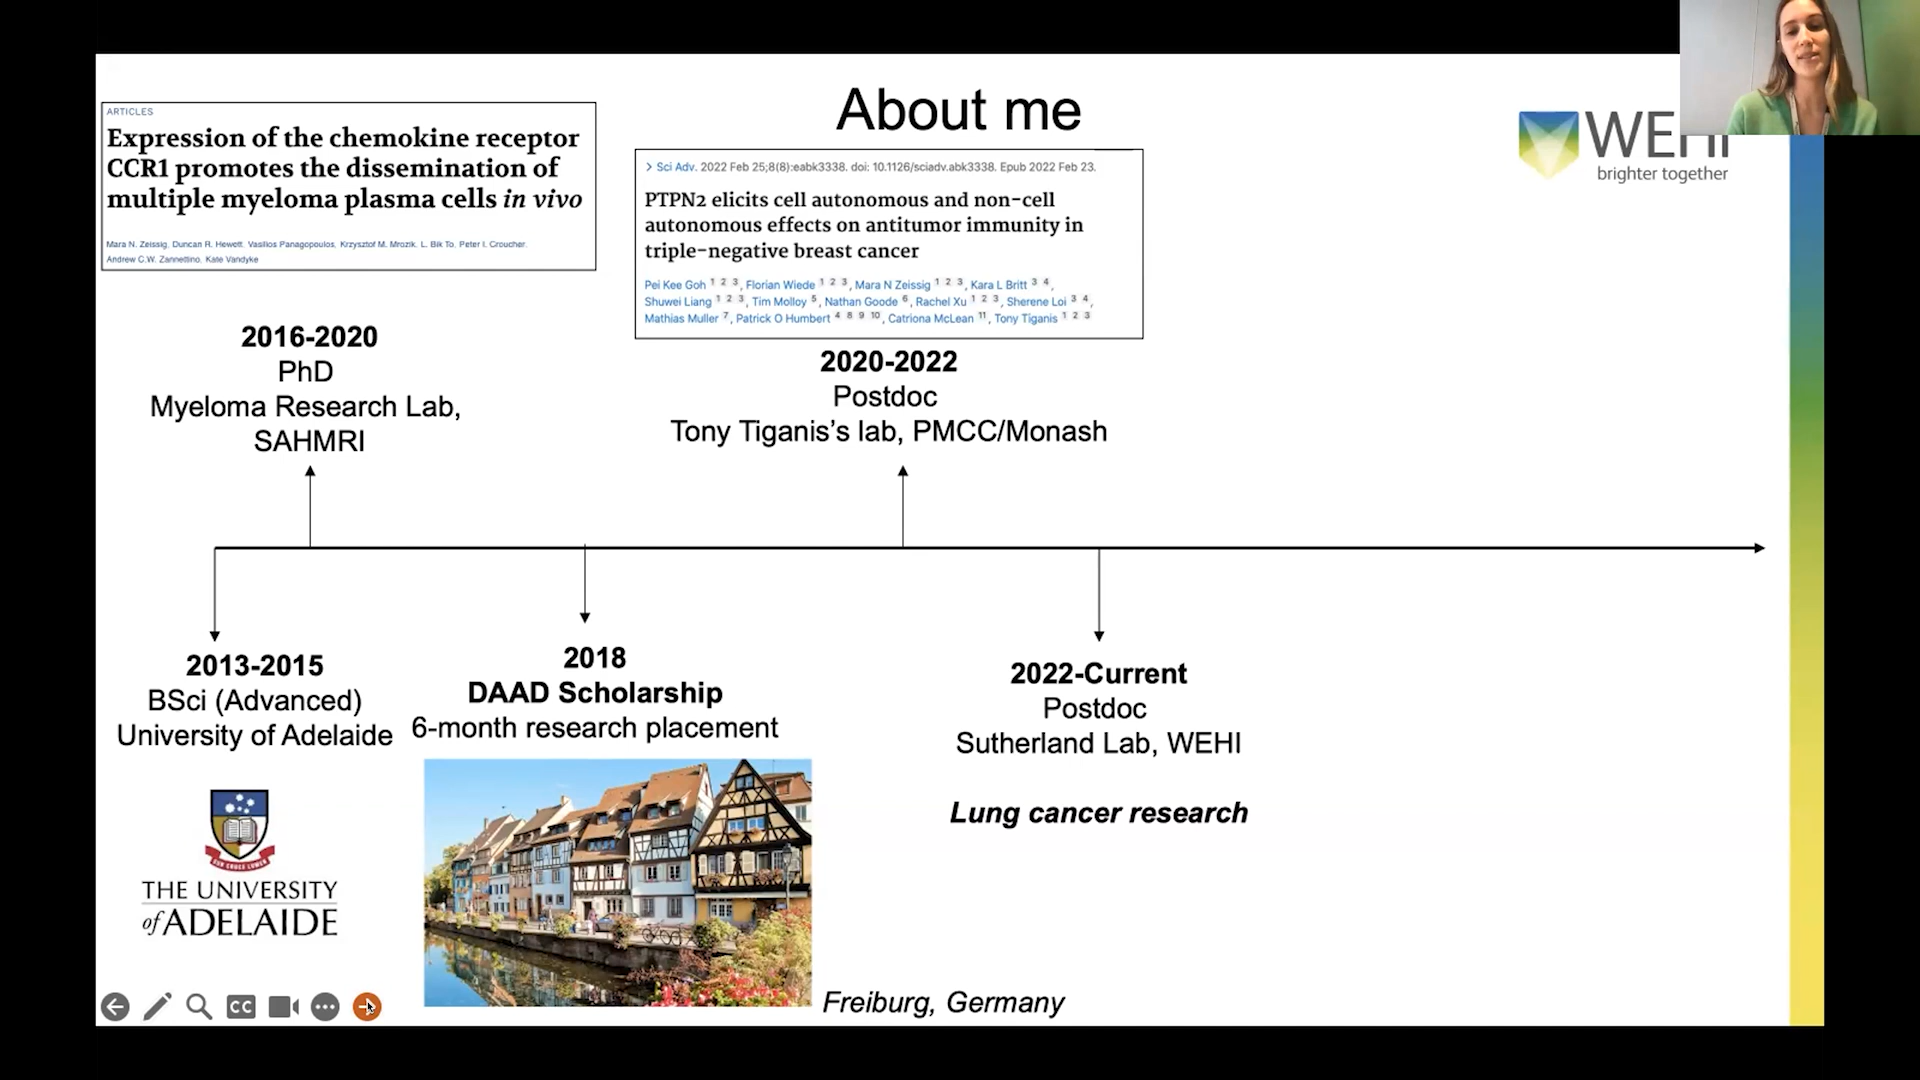 About me
ARTICLES
Expression of the chemokine receptor
CCR1 promotes the dissemination of
multiple myeloma plasma cells in vivo
Mara N. Zeissig, Duncan R. Hewett, Vasilios Panagopoulos, Krzysztof M. Mrozik, L. Bik To, Peter I. Croucher,
Andrew C.W. Zannettino, Kate Vandyke
> Sci Adv. 2022 Feb 25;8(8):eabk3338. doi: 10.1126/sciadv.abk3338. Epub 2022 Feb 23.
PTPN2 elicits cell autonomous and non-cell
autonomous effects on antitumor immunity in
triple-negative breast cancer
Pei Kee Goh 1 2 3, Florian Wiede 1 2 3, Mara N Zeissig 1 2 3, Kara L Britt 3 4,
Shuwei Liang 1 2 3, Tim Molloy 5, Nathan Goode 6, Rachel Xu 1 2 3, Sherene Loi 3 4,
Mathias Muller 7, Patrick O Humbert 4 8 9 10, Catriona McLean 11, Tony Tiganis 1 2 3
WEHI
brighter together
2016-2020
PhD
Myeloma Research Lab,
SAHMRI
2020-2022
Postdoc
Tony Tiganis's lab, PMCC/Monash
2013-2015
BSci (Advanced)
University of Adelaide
THE UNIVERSITY
of ADELAIDE
2018
DAAD Scholarship
6-month research placement
Freiburg, Germany
2022-Current
Postdoc
Sutherland Lab, WEHI
Lung cancer research
CC